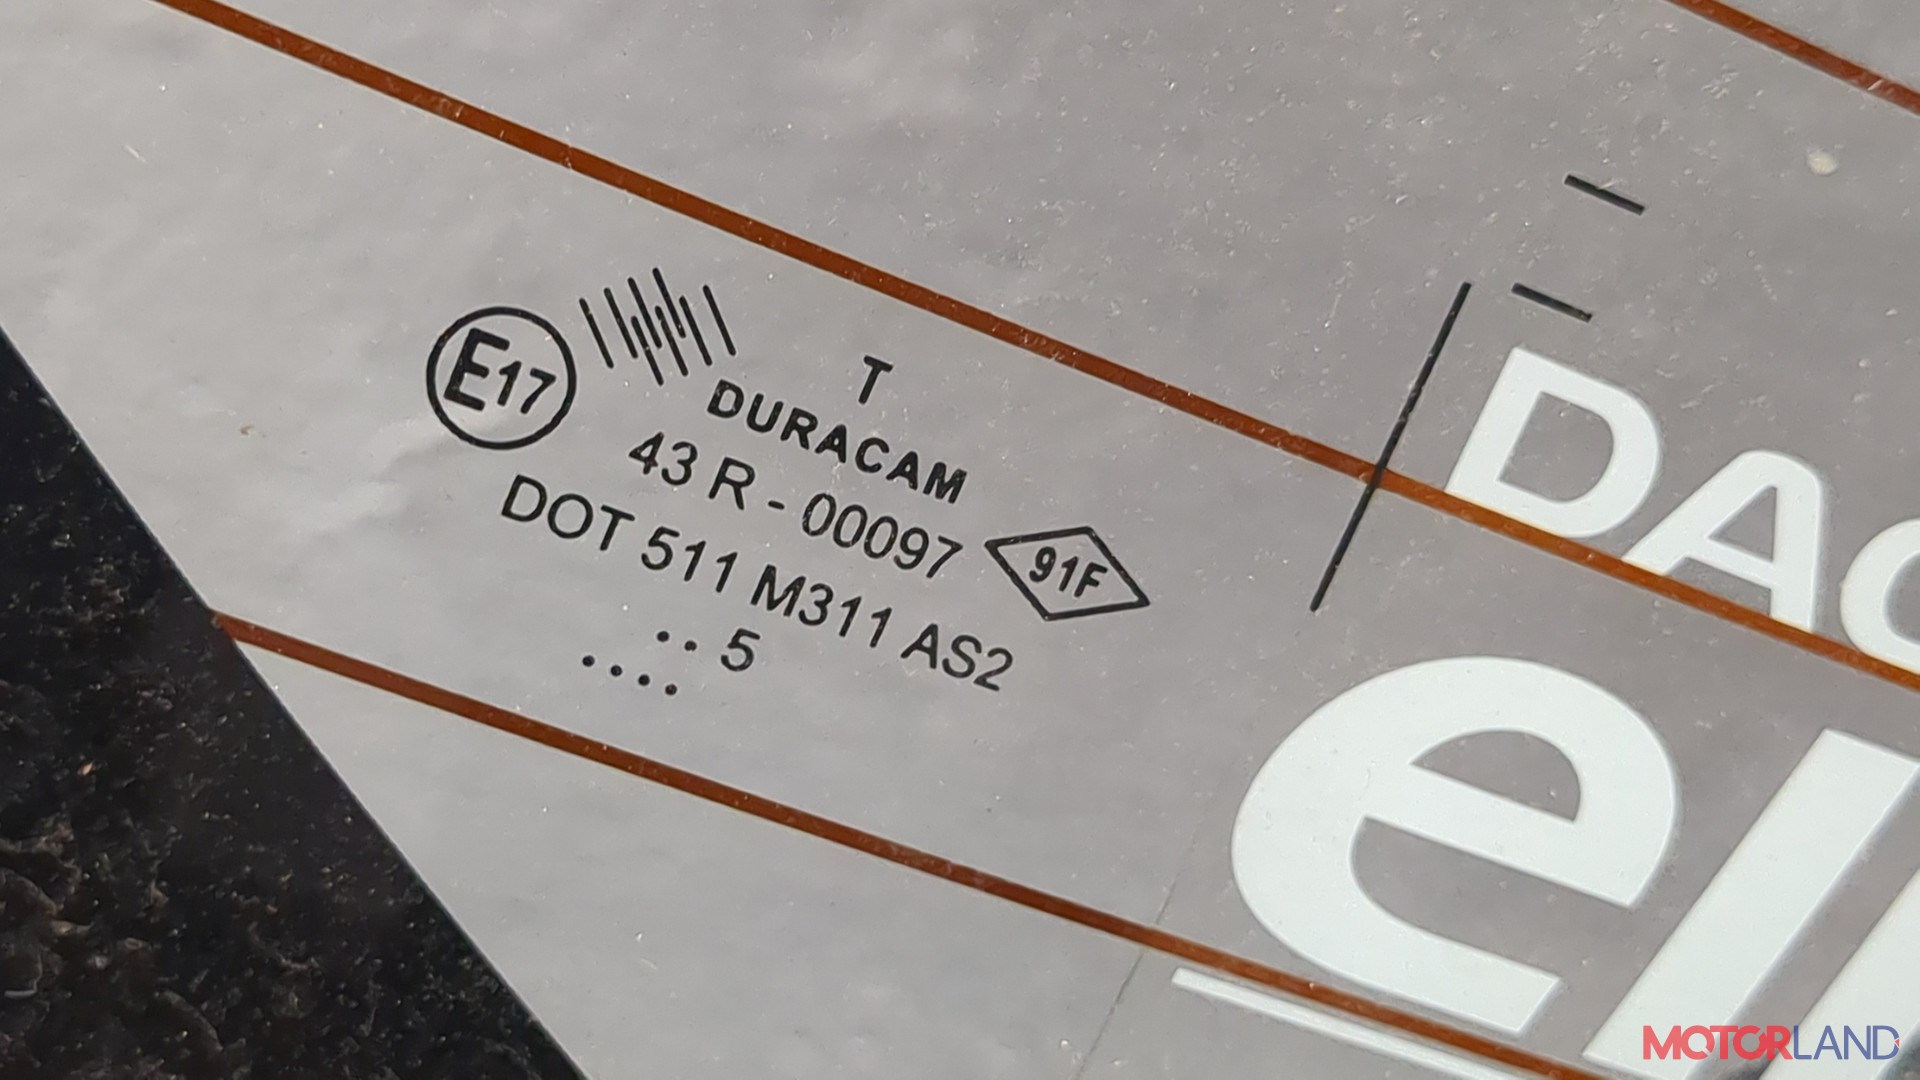 E17
T
DURACAM
43 R - 00097
91F
DOT 511 M311 AS2
.. 5
....
MOTORLAND